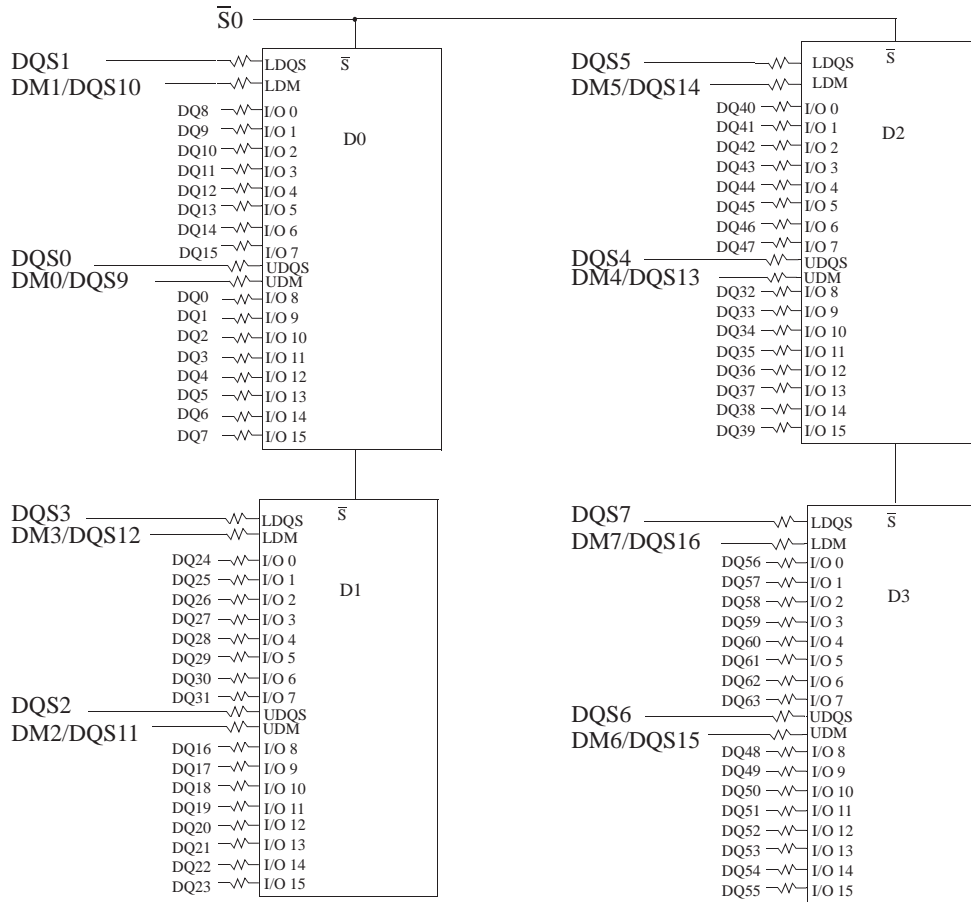 S̅0
DQS1
LDQS
S̅
DM1/DQS10
LDM
D0
DQ8 I/O 0
DQ9 I/O 1
DQ10 I/O 2
DQ11 I/O 3
DQ12 I/O 4
DQ13 I/O 5
DQ14 I/O 6
DQ15 I/O 7
DQS0 UDQS
DM0/DQS9 UDM
DQ0 I/O 8
DQ1 I/O 9
DQ2 I/O 10
DQ3 I/O 11
DQ4 I/O 12
DQ5 I/O 13
DQ6 I/O 14
DQ7 I/O 15
DQS3 LDQS
S̅
DM3/DQS12 LDM
D1
DQ24 I/O 0
DQ25 I/O 1
DQ26 I/O 2
DQ27 I/O 3
DQ28 I/O 4
DQ29 I/O 5
DQ30 I/O 6
DQ31 I/O 7
DQS2 UDQS
DM2/DQS11 UDM
DQ16 I/O 8
DQ17 I/O 9
DQ18 I/O 10
DQ19 I/O 11
DQ20 I/O 12
DQ21 I/O 13
DQ22 I/O 14
DQ23 I/O 15
DQS5 LDQS
S̅
DM5/DQS14 LDM
D2
DQ40 I/O 0
DQ41 I/O 1
DQ42 I/O 2
DQ43 I/O 3
DQ44 I/O 4
DQ45 I/O 5
DQ46 I/O 6
DQ47 I/O 7
DQS4 UDQS
DM4/DQS13 UDM
DQ32 I/O 8
DQ33 I/O 9
DQ34 I/O 10
DQ35 I/O 11
DQ36 I/O 12
DQ37 I/O 13
DQ38 I/O 14
DQ39 I/O 15
DQS7 LDQS
S̅
DM7/DQS16 LDM
D3
DQ56 I/O 0
DQ57 I/O 1
DQ58 I/O 2
DQ59 I/O 3
DQ60 I/O 4
DQ61 I/O 5
DQ62 I/O 6
DQ63 I/O 7
DQS6 UDQS
DM6/DQS15 UDM
DQ48 I/O 8
DQ49 I/O 9
DQ50 I/O 10
DQ51 I/O 11
DQ52 I/O 12
DQ53 I/O 13
DQ54 I/O 14
DQ55 I/O 15